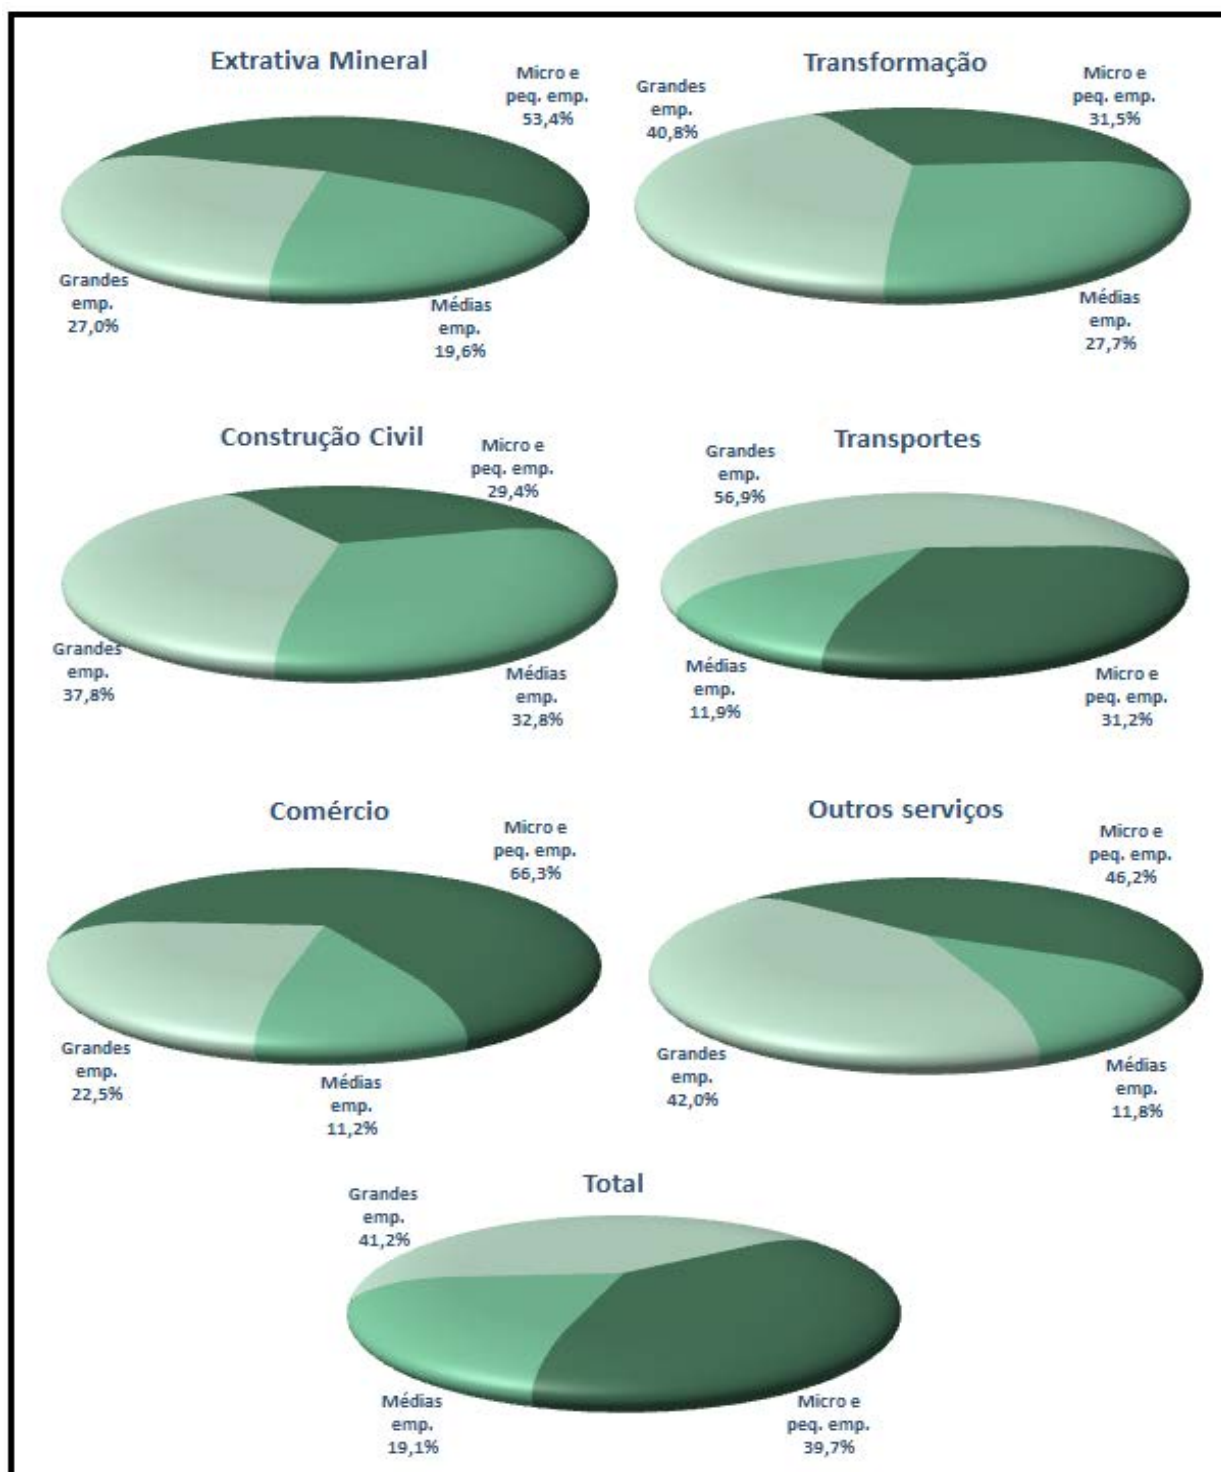 Extrativa Mineral
Micro e
peq. emp.
53,4%
Grandes
emp.
27,0%
Médias
emp.
19,6%
Transformação
Grandes
emp.
40,8%
Micro e
peq. emp.
31,5%
Médias
emp.
27,7%
Construção Civil
Micro e
peq. emp.
29,4%
Grandes
emp.
37,8%
Médias
emp.
32,8%
Transportes
Grandes
emp.
56,9%
Médias
emp.
11,9%
Micro e
peq. emp.
31,2%
Comércio
Micro e
peq. emp.
66,3%
Grandes
emp.
22,5%
Médias
emp.
11,2%
Outros serviços
Micro e
peq. emp.
46,2%
Grandes
emp.
42,0%
Médias
emp.
11,8%
Total
Grandes
emp.
41,2%
Médias
emp.
19,1%
Micro e
peq. emp.
39,7%